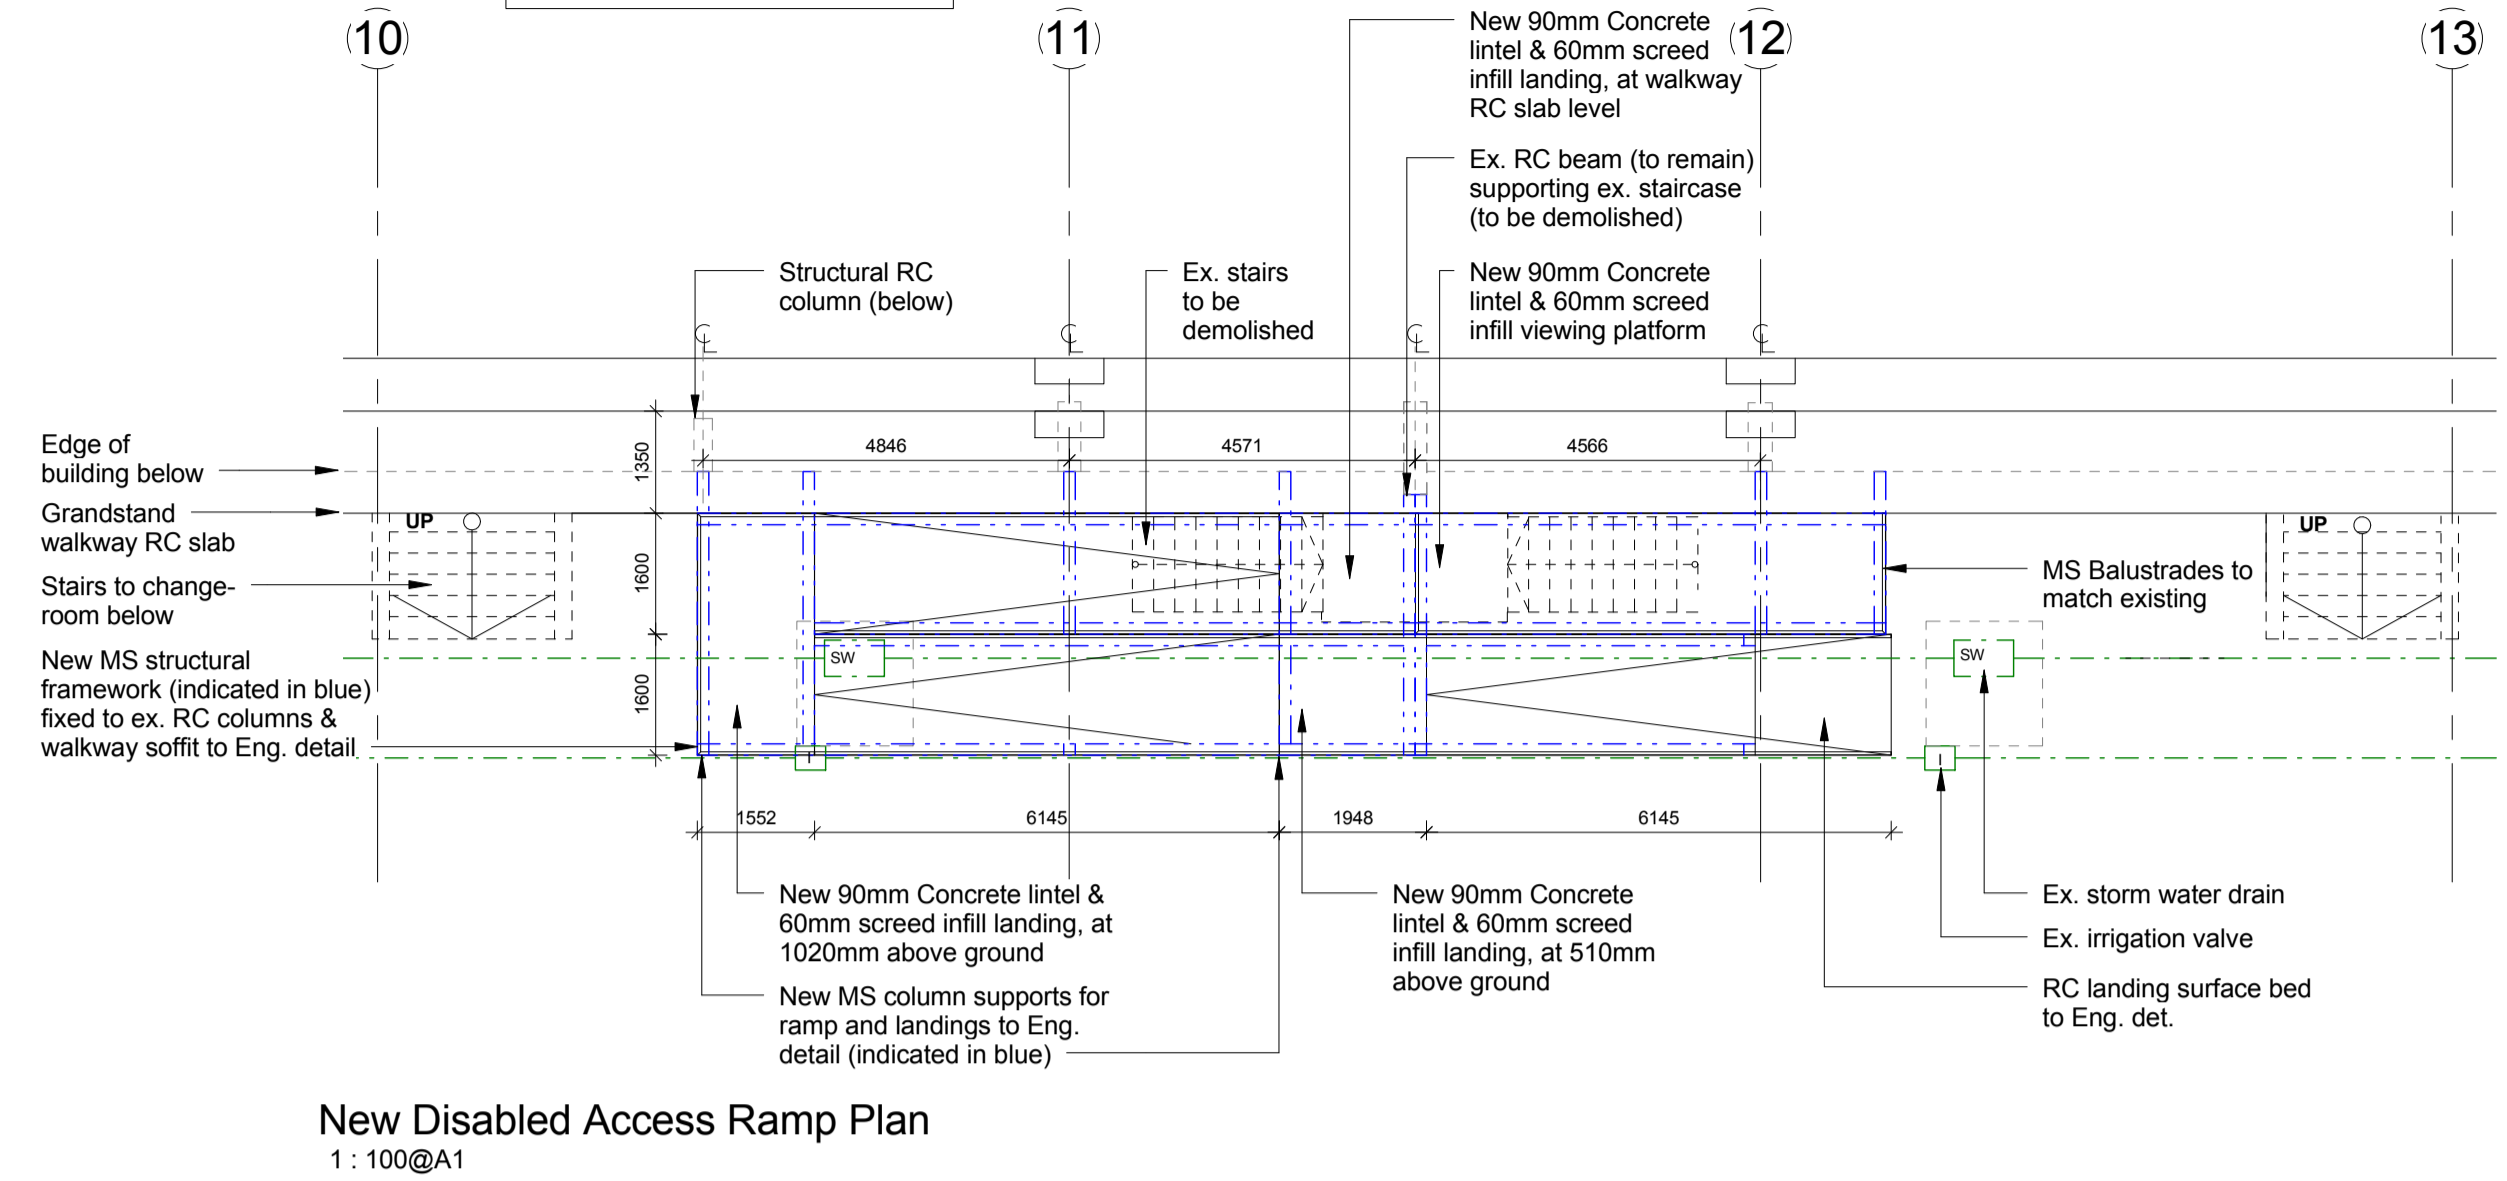 10
11
12
13
New 90mm Concrete
lintel & 60mm screed
infill landing, at walkway
RC slab level
Ex. RC beam (to remain)
supporting ex. staircase
(to be demolished)
Structural RC
column (below)
Ex. stairs
to be
demolished
New 90mm Concrete
lintel & 60mm screed
infill viewing platform
Edge of
building below
Grandstand
walkway RC slab
Stairs to change-
room below
New MS structural
framework (indicated in blue)
fixed to ex. RC columns &
walkway soffit to Eng. detail
1350
4846
4571
4566
UP
UP
1600
1600
SW
SW
MS Balustrades to
match existing
I
I
1552
6145
1948
6145
New 90mm Concrete lintel &
60mm screed infill landing, at
1020mm above ground
New MS column supports for
ramp and landings to Eng.
detail (indicated in blue)
New 90mm Concrete
lintel & 60mm screed
infill landing, at 510mm
above ground
Ex. storm water drain
Ex. irrigation valve
RC landing surface bed
to Eng. det.
New Disabled Access Ramp Plan
1 : 100@A1